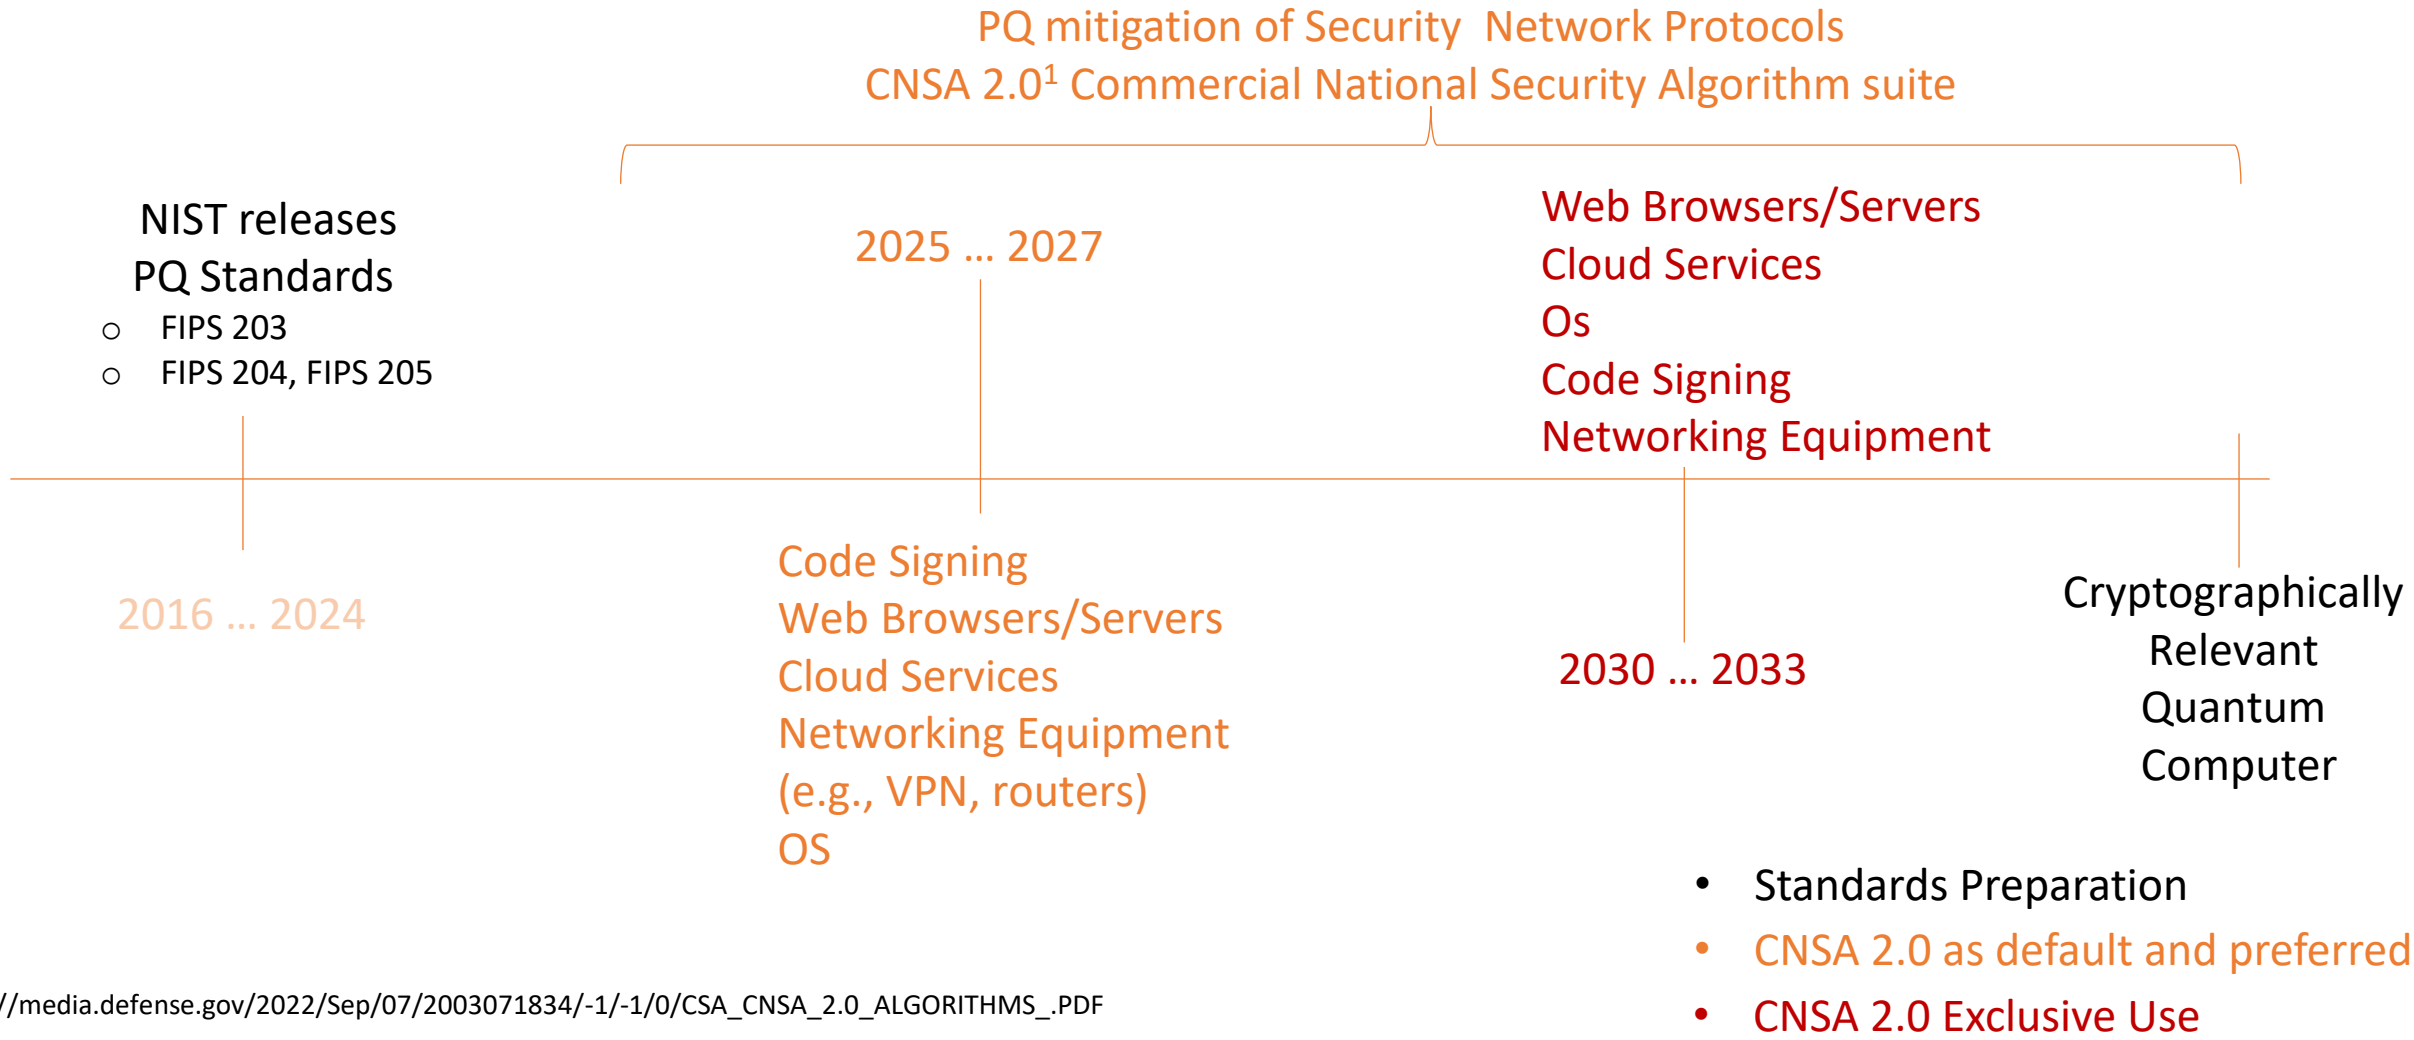 PQ mitigation of Security  Network Protocols
CNSA 2.0¹ Commercial National Security Algorithm suite
NIST releases
PQ Standards
o FIPS 203
o FIPS 204, FIPS 205
2016 … 2024
2025 … 2027
Code Signing
Web Browsers/Servers
Cloud Services
Networking Equipment
(e.g., VPN, routers)
OS
Web Browsers/Servers
Cloud Services
Os
Code Signing
Networking Equipment
2030 … 2033
Cryptographically
Relevant
Quantum
Computer
• Standards Preparation
• CNSA 2.0 as default and preferred
• CNSA 2.0 Exclusive Use
//media.defense.gov/2022/Sep/07/2003071834/-1/-1/0/CSA_CNSA_2.0_ALGORITHMS_.PDF